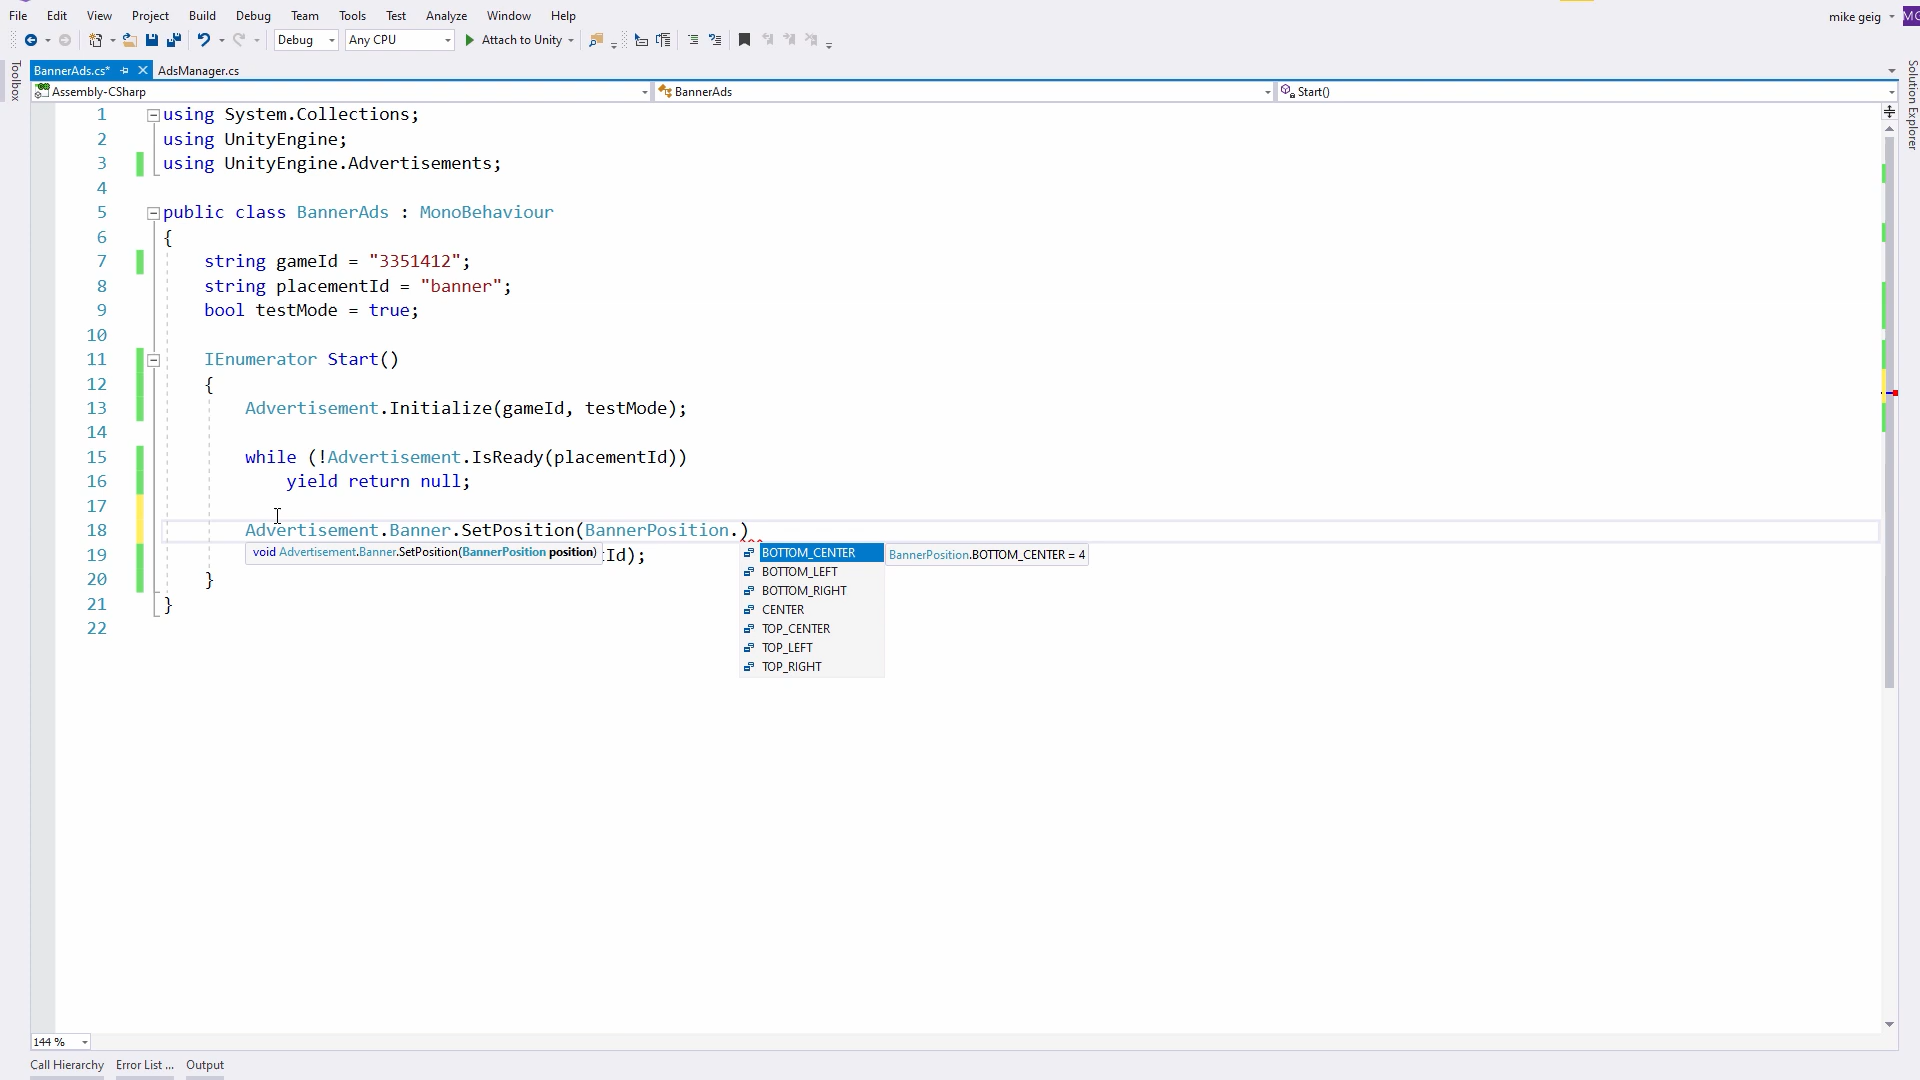 File Edit View Project Build Debug Team Tools Test Analyze Window Help
mike geig MG
Debug Any CPU Attach to Unity
BannerAds.cs* AdsManager.cs
Toolbox
Solution Explorer
Assembly-CSharp BannerAds Start()
1 using System.Collections;
2 using UnityEngine;
3 using UnityEngine.Advertisements;
4
5 public class BannerAds : MonoBehaviour
6 {
7 string gameId = "3351412";
8 string placementId = "banner";
9 bool testMode = true;
10
11 IEnumerator Start()
12 {
13 Advertisement.Initialize(gameId, testMode);
14
15 while (!Advertisement.IsReady(placementId))
16 yield return null;
17
18 Advertisement.Banner.SetPosition(BannerPosition.)
void Advertisement.Banner.SetPosition(BannerPosition position)
BOTTOM_CENTER BannerPosition.BOTTOM_CENTER = 4
19 Id);
BOTTOM_LEFT
20 }
BOTTOM_RIGHT
21 }
CENTER
22
TOP_CENTER
TOP_LEFT
TOP_RIGHT
144 %
Call Hierarchy Error List ... Output